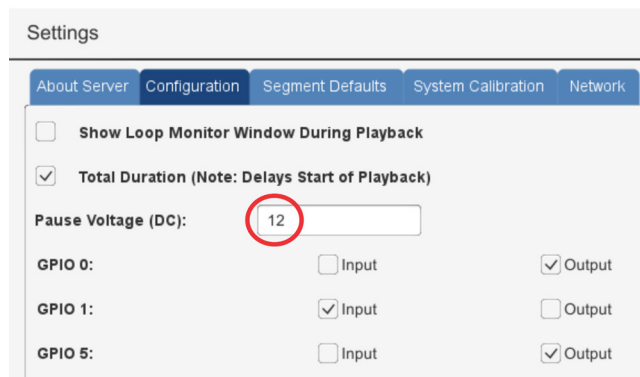 Settings
About Server Configuration Segment Defaults System Calibration Network
Show Loop Monitor Window During Playback
Total Duration (Note: Delays Start of Playback)
Pause Voltage (DC): 12
GPIO 0: Input Output
GPIO 1: Input Output
GPIO 5: Input Output